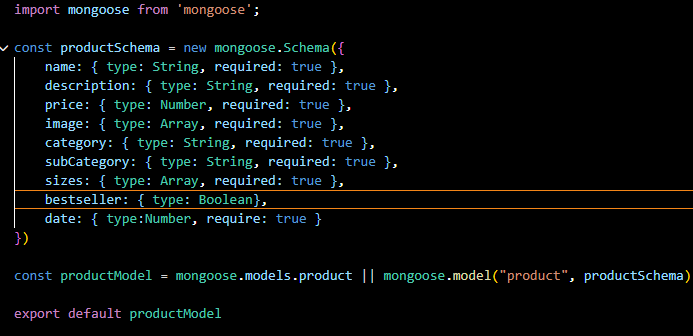 import mongoose from 'mongoose';
const productSchema = new mongoose.Schema({
name: { type: String, required: true },
description: { type: String, required: true },
price: { type: Number, required: true },
image: { type: Array, required: true },
category: { type: String, required: true },
subCategory: { type: String, required: true },
sizes: { type: Array, required: true },
bestseller: { type: Boolean},
date: { type:Number, require: true }
})
const productModel = mongoose.models.product || mongoose.model("product", productSchema)
export default productModel